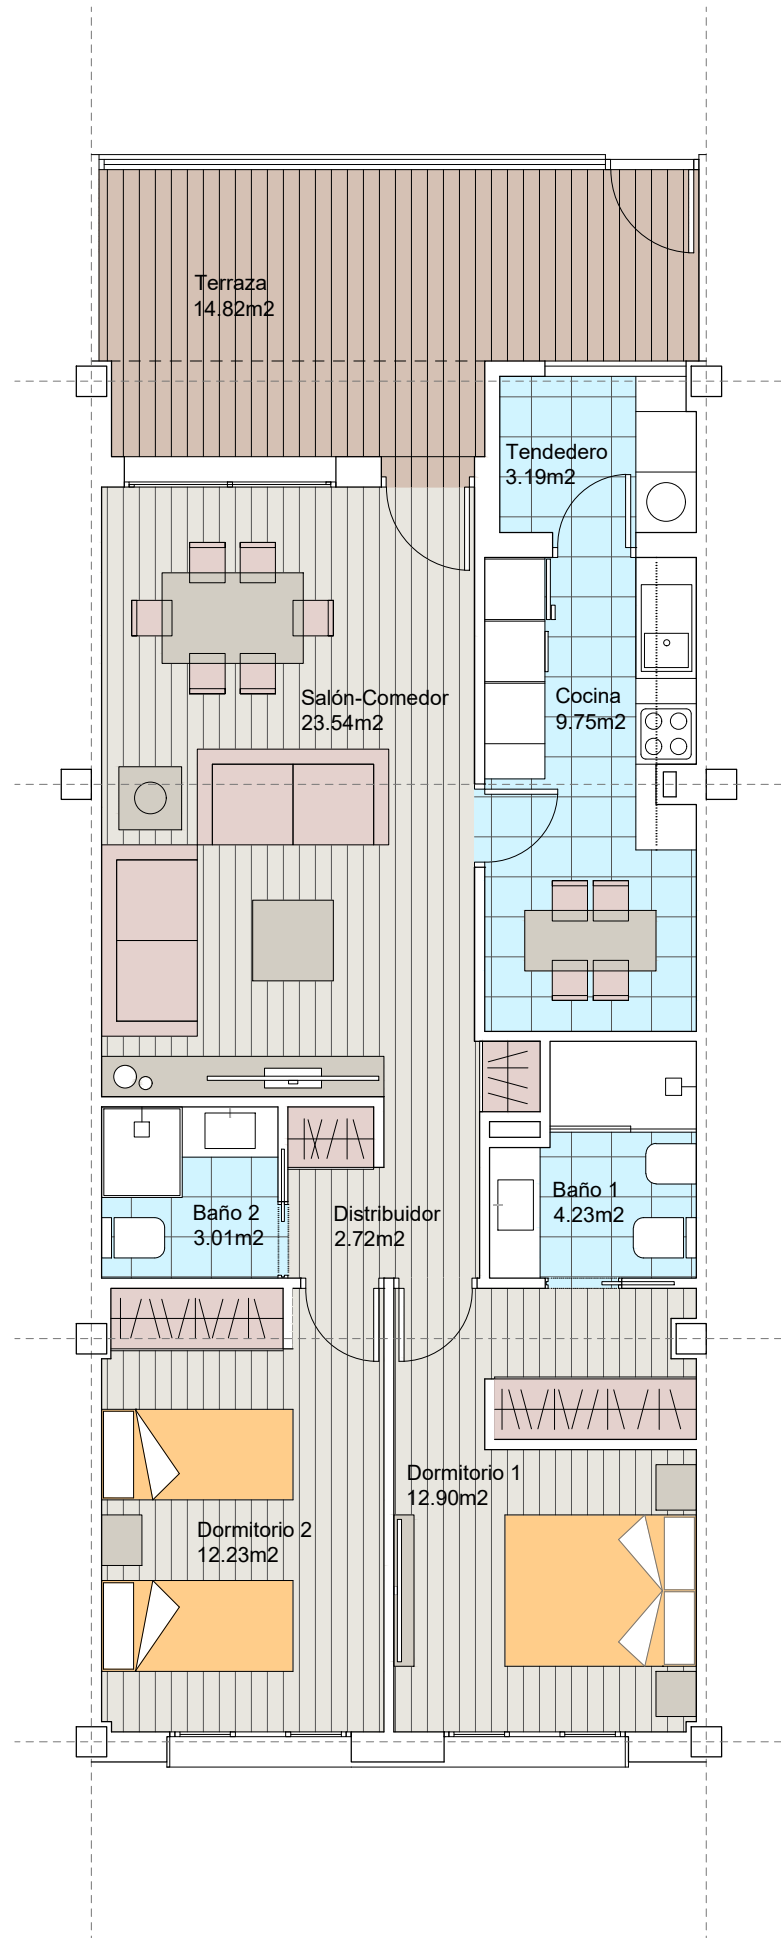 Terraza
14.82m2
Tendedero
3.19m2
Salón-Comedor
23.54m2
Cocina
9.75m2
Baño 1
4.23m2
Baño 2
3.01m2
Distribuidor
2.72m2
Dormitorio 1
12.90m2
Dormitorio 2
12.23m2